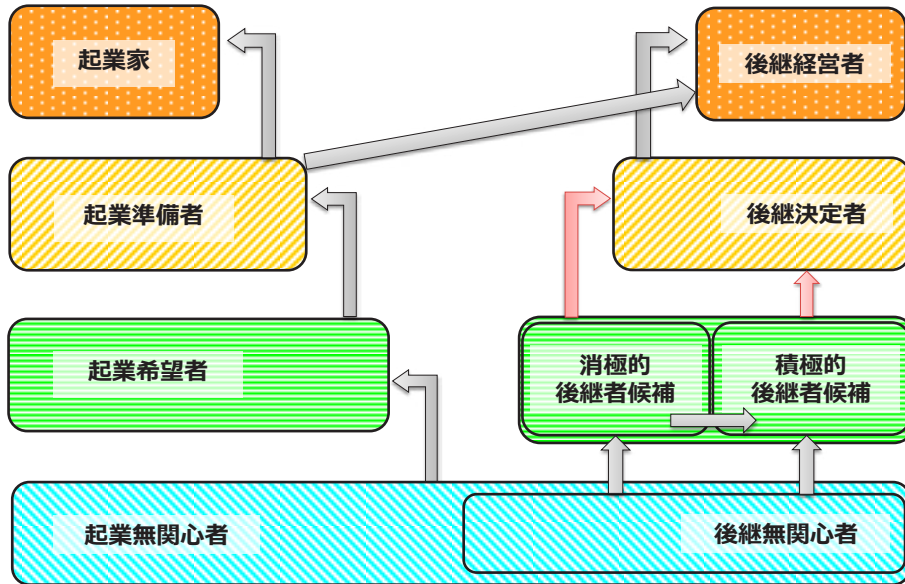 起業家
後継経営者
起業準備者
後継決定者
起業希望者
消極的
後継者候補
積極的
後継者候補
起業無関心者
後継無関心者